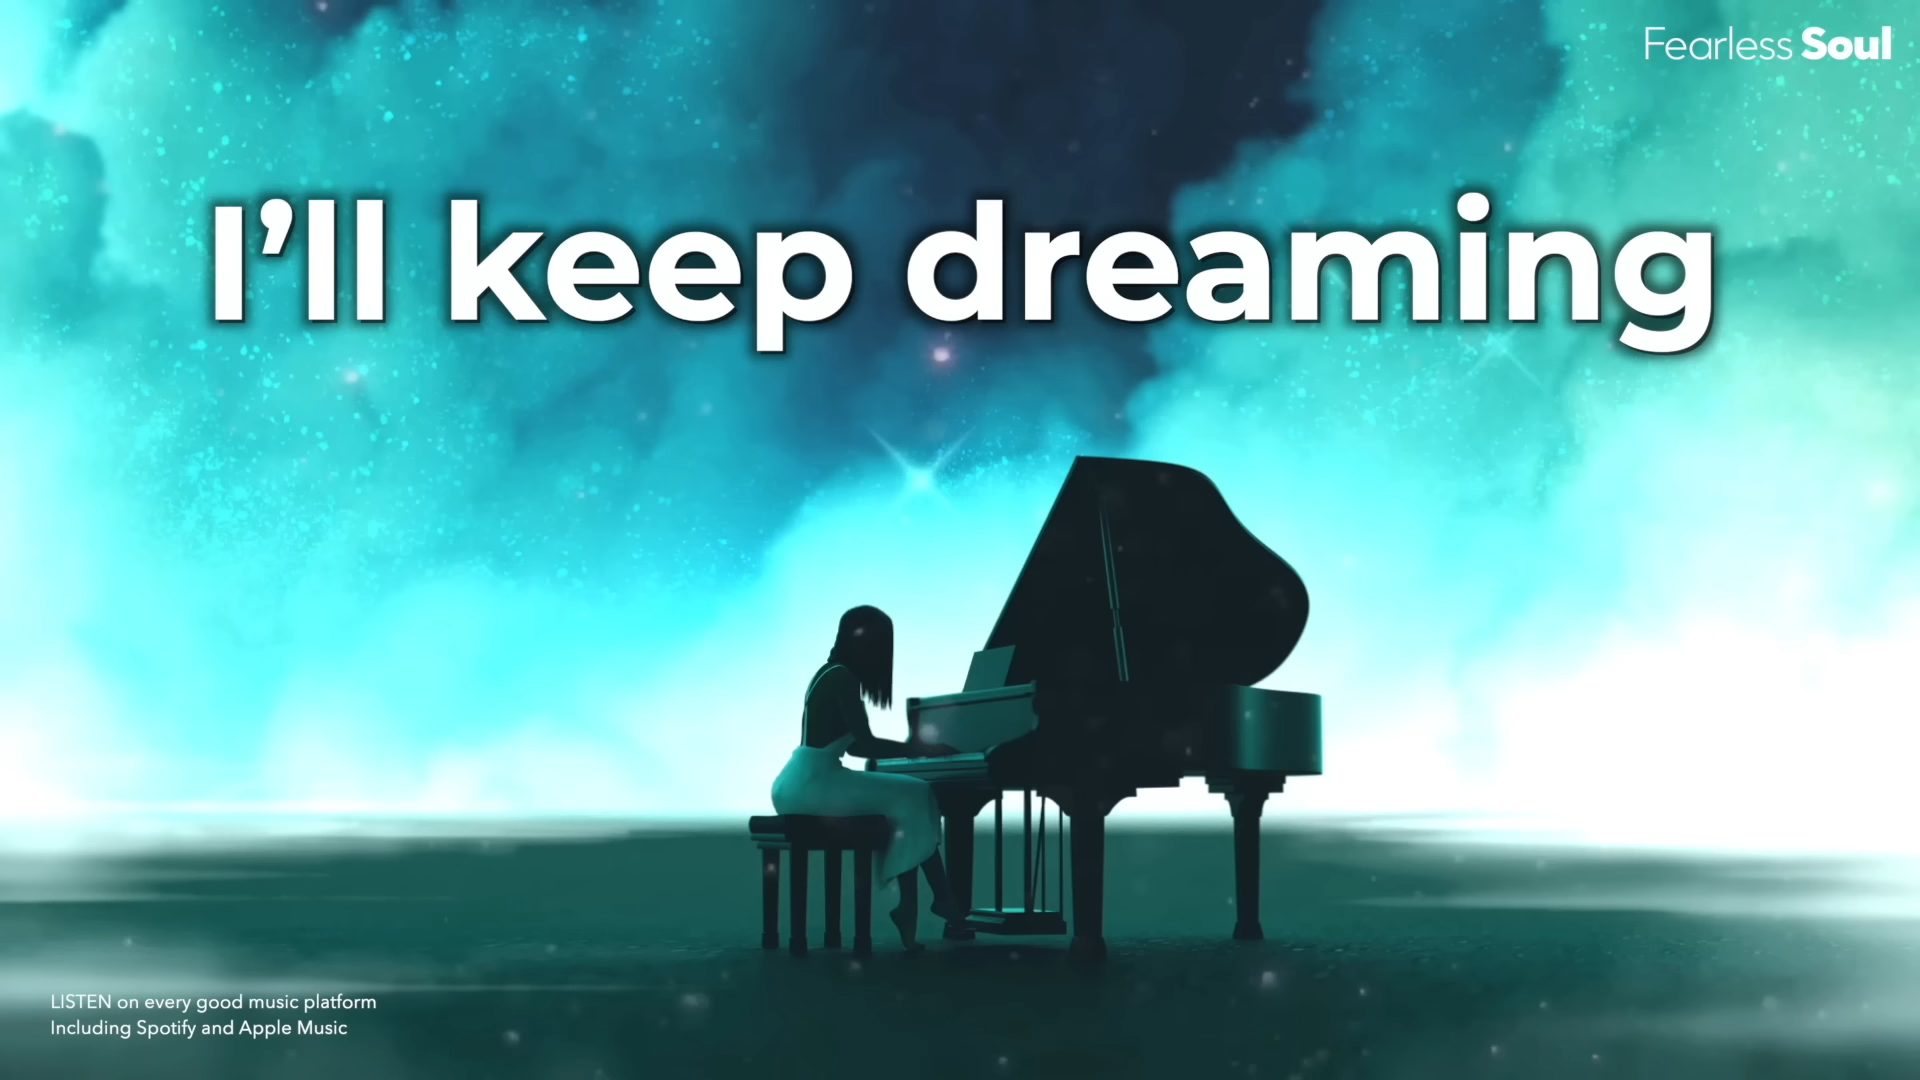 Fearless Soul
I’ll keep dreaming
LISTEN on every good music platform
Including Spotify and Apple Music